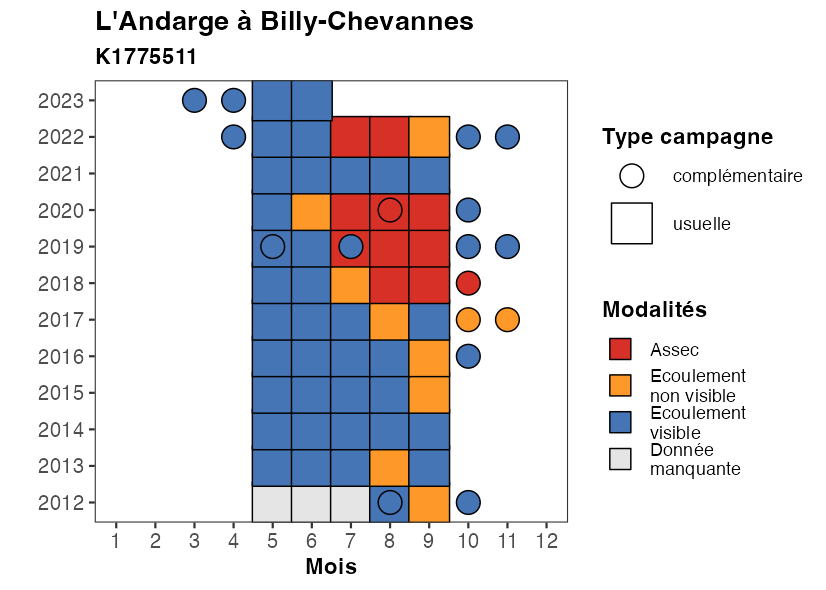 L'Andarge à Billy-Chevannes
K1775511
2023
2022
2021
2020
2019
2018
2017
2016
2015
2014
2013
2012
1 2 3 4 5 6 7 8 9 10 11 12
Mois
Type campagne
complémentaire
usuelle
Modalités
Assec
Ecoulement
non visible
Ecoulement
visible
Donnée
manquante